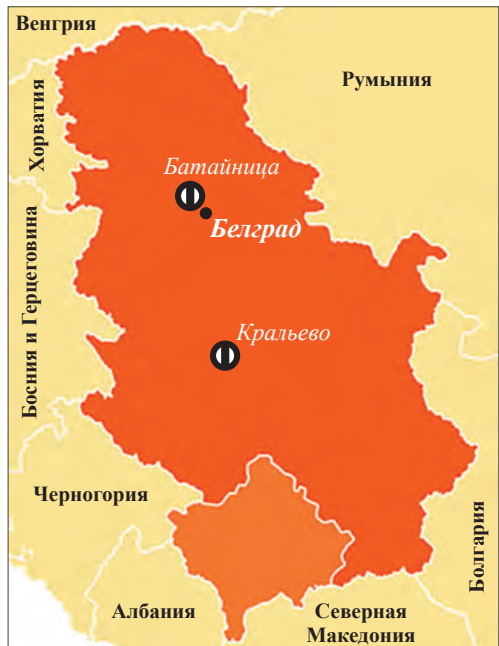 Венгрия
Румыния
Хорватия
Батайница
Белград
Босния и Герцеговина
Кральево
Черногория
Болгария
Албания
Северная
Македония